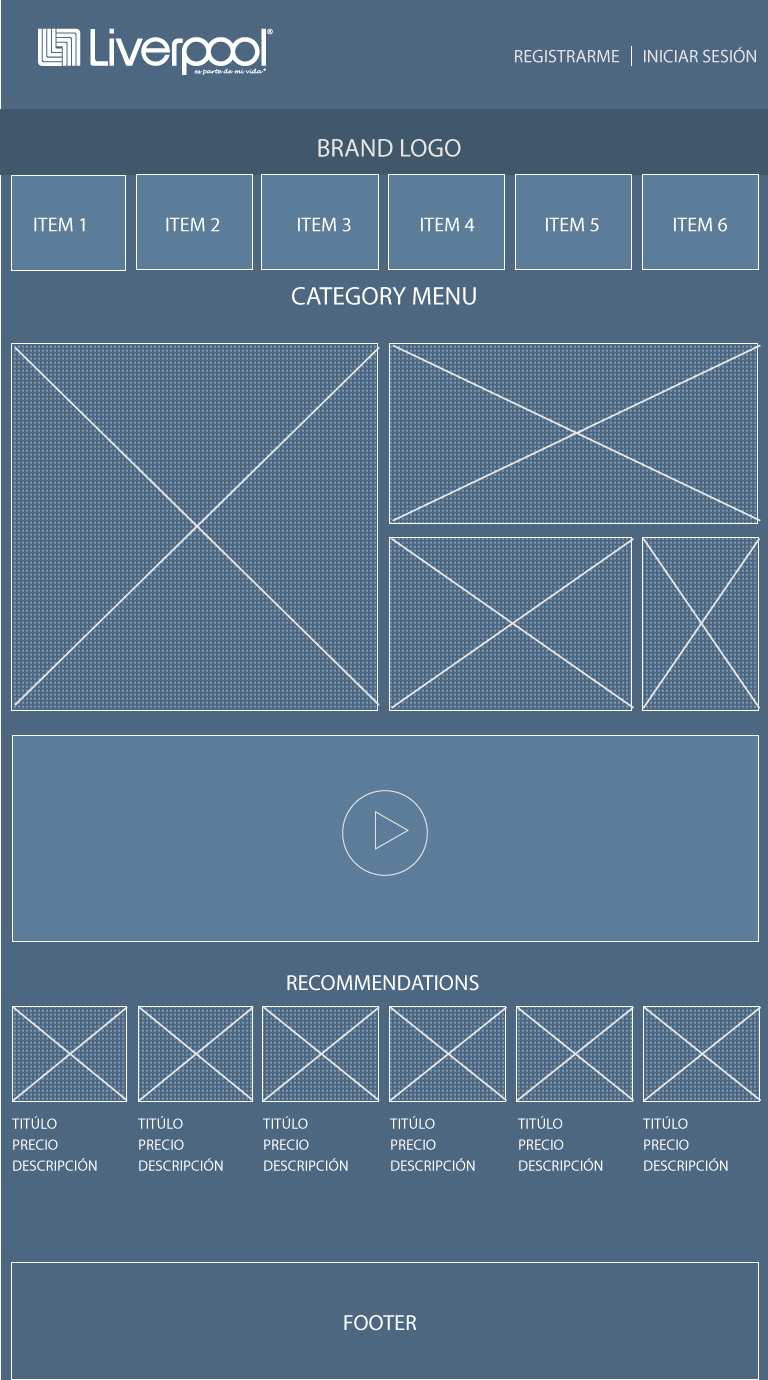 Liverpool®
es parte de mi vida®
REGISTRARME | INICIAR SESIÓN
BRAND LOGO
ITEM 1 ITEM 2 ITEM 3 ITEM 4 ITEM 5 ITEM 6
CATEGORY MENU
RECOMMENDATIONS
TITÚLO TITÚLO TITÚLO TITÚLO TITÚLO TITÚLO
PRECIO PRECIO PRECIO PRECIO PRECIO PRECIO
DESCRIPCIÓN DESCRIPCIÓN DESCRIPCIÓN DESCRIPCIÓN DESCRIPCIÓN DESCRIPCIÓN
FOOTER